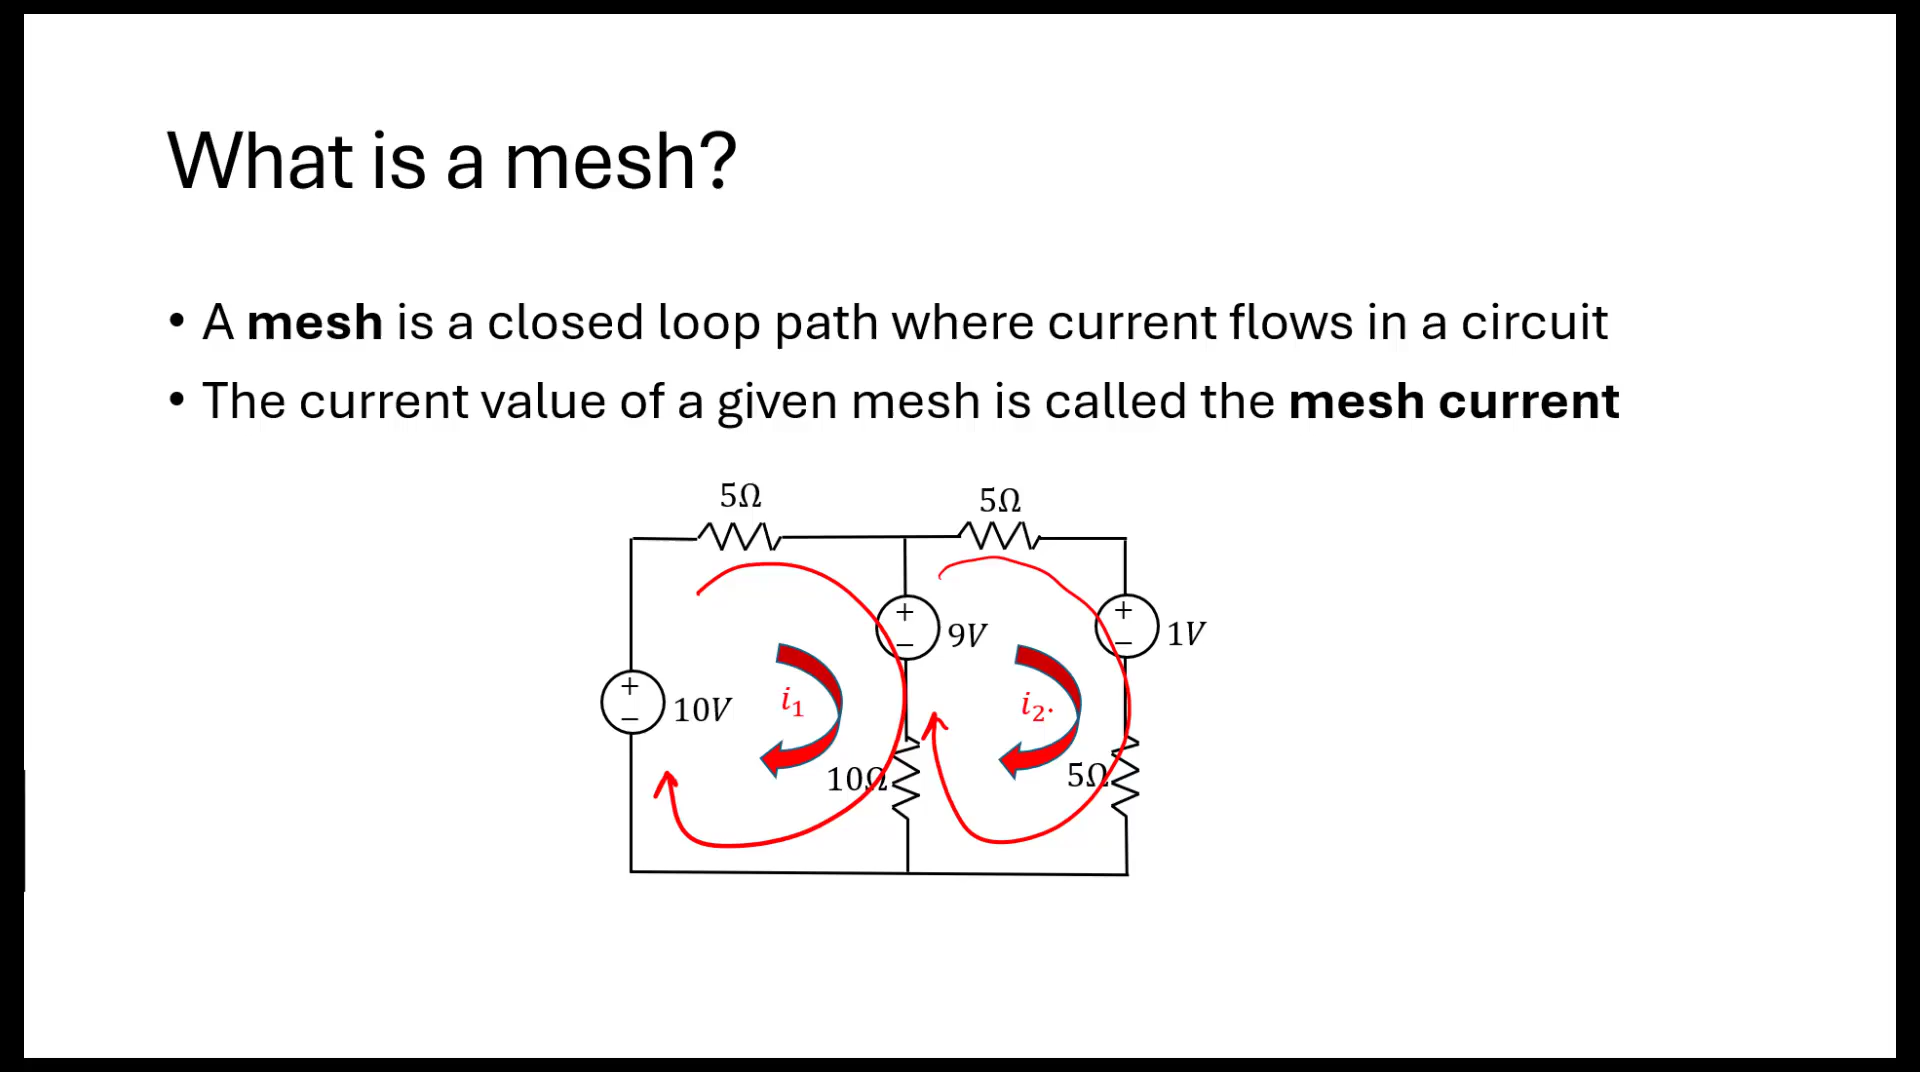 What is a mesh?
• A mesh is a closed loop path where current flows in a circuit
• The current value of a given mesh is called the mesh current
5Ω
5Ω
+
−
9V
+
−
1V
+
−
10V
i₁
i₂.
10Ω
5Ω